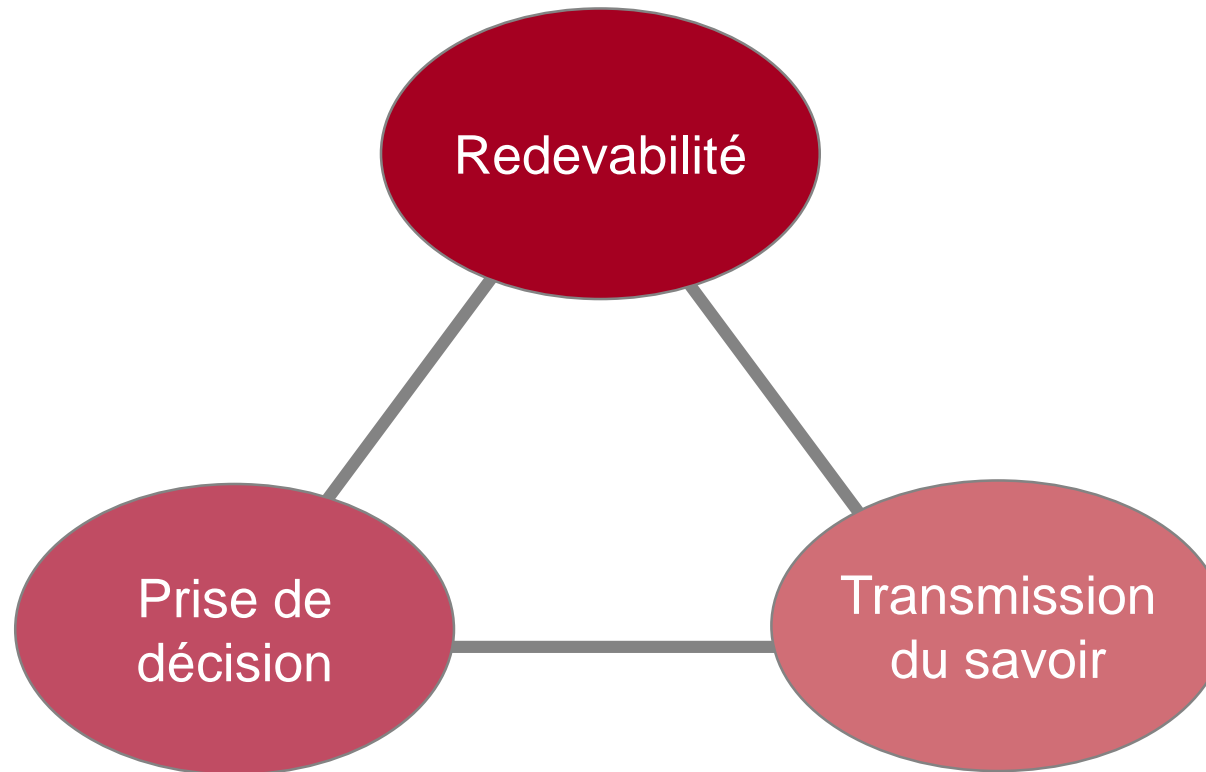 Redevabilité
Prise de
décision
Transmission
du savoir